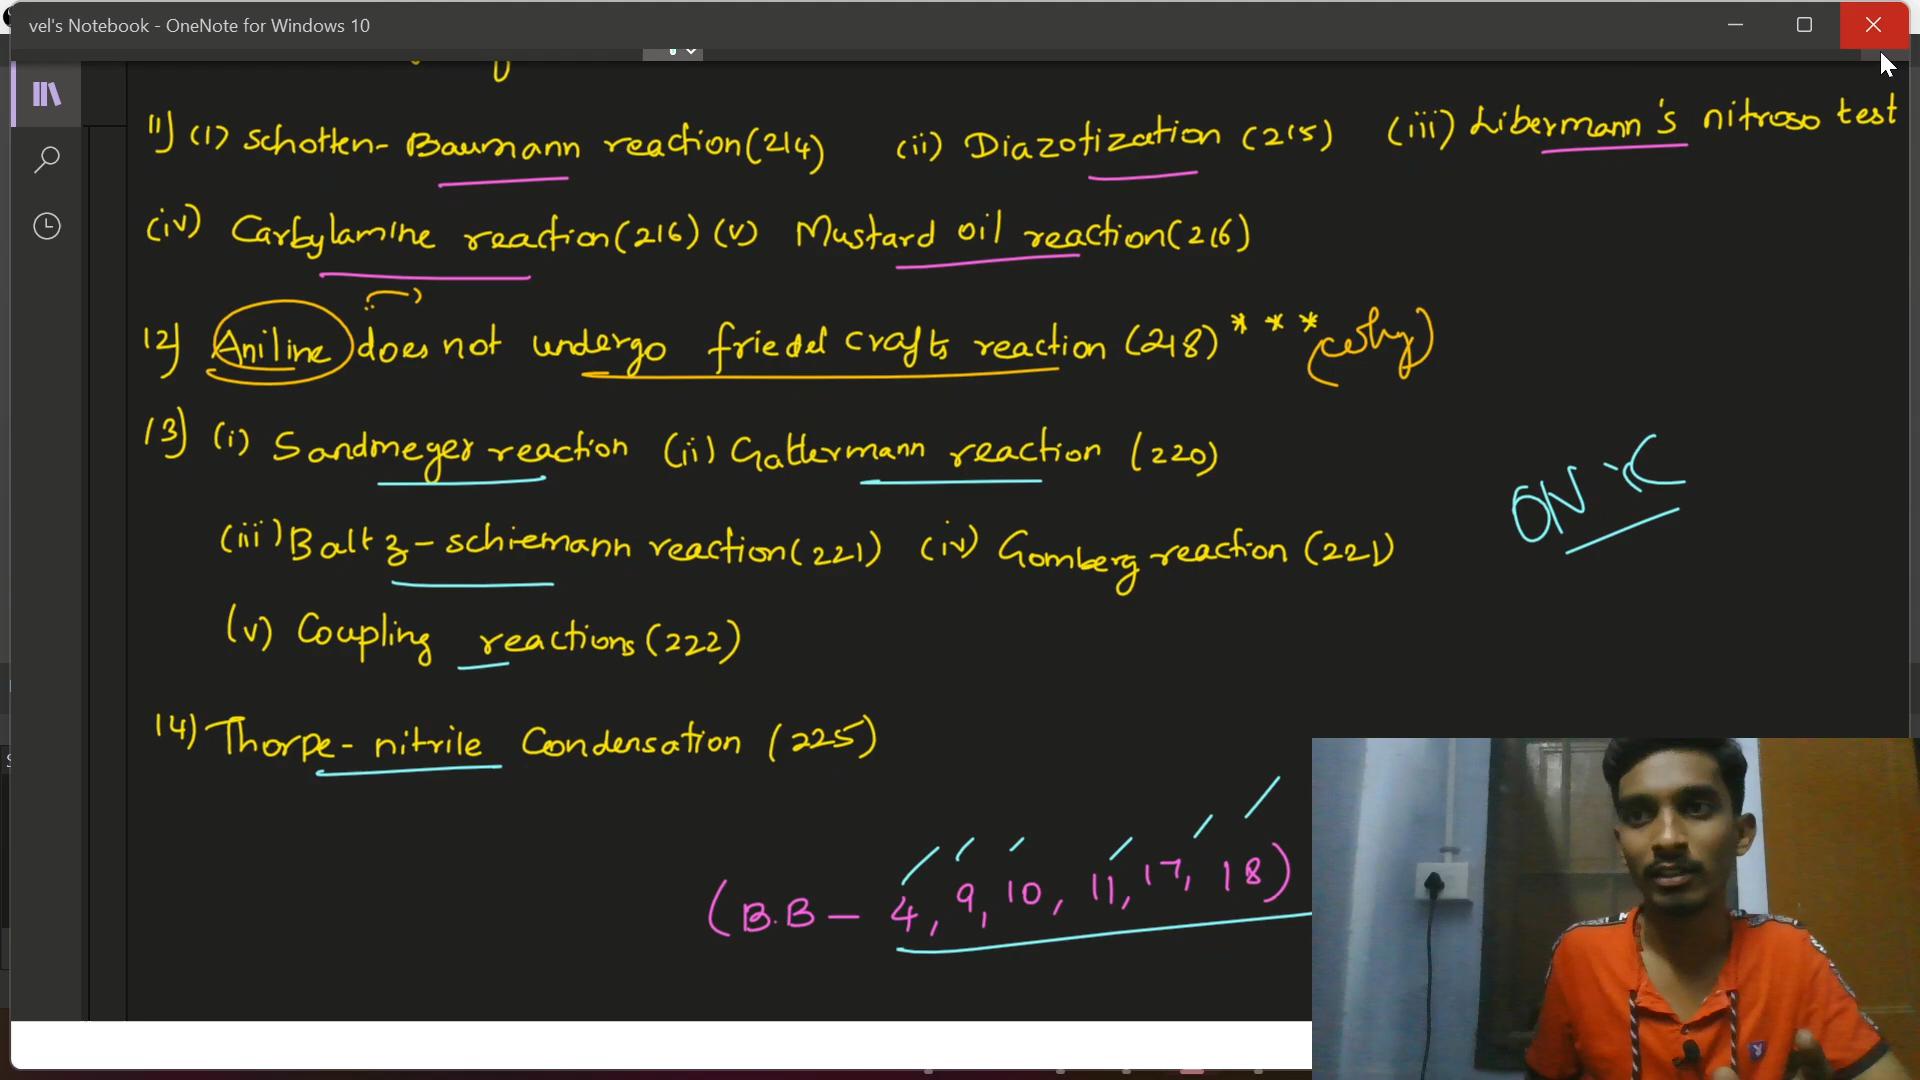 vel's Notebook - OneNote for Windows 10
11) (i) Schotten-Baumann reaction(214) (ii) Diazotization (215) (iii) Libermann's nitroso test
(iv) Carbylamine reaction(216) (v) Mustard oil reaction(216)
12) Aniline does not undergo friedel crafts reaction (218)*** (why)
13) (i) Sandmeyer reaction (ii) Gattermann reaction (220)
ON-C
(iii) Baltz-schiemann reaction(221) (iv) Gomberg reaction (221)
(v) Coupling reactions(222)
14) Thorpe-nitrile Condensation (225)
(B.B - 4, 9, 10, 11, 17, 18)